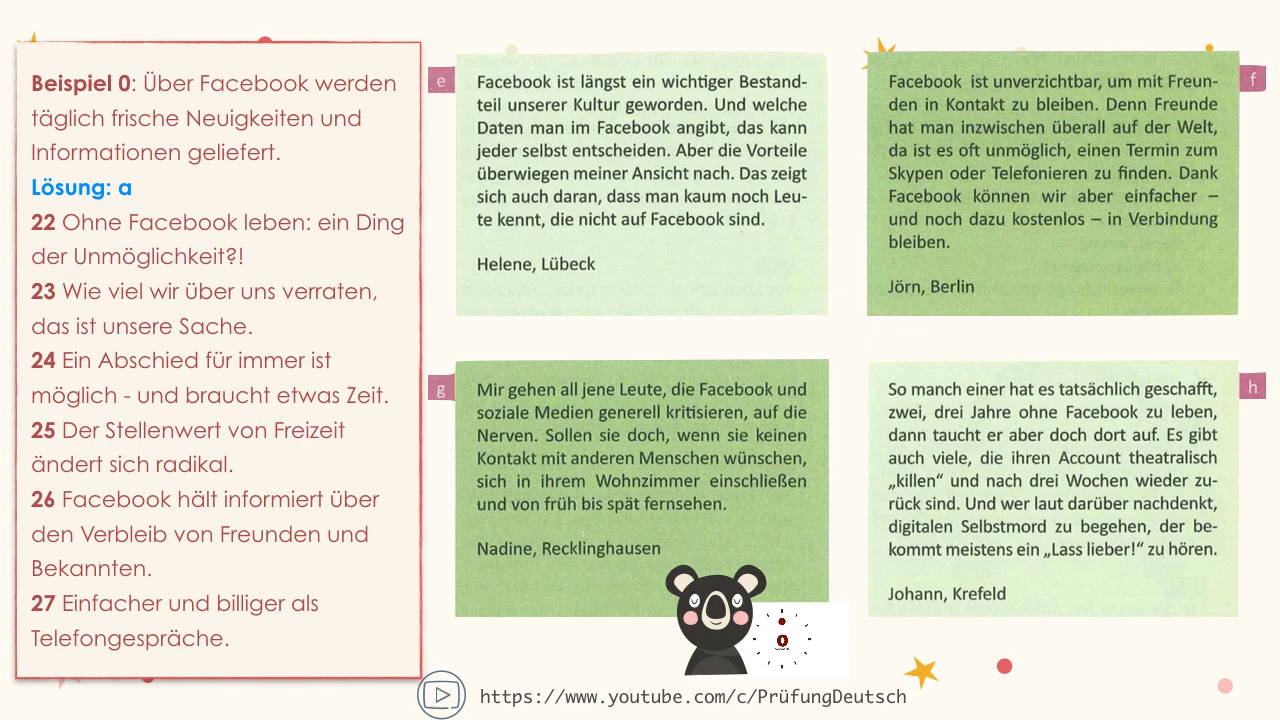 Beispiel 0: Über Facebook werden
täglich frische Neuigkeiten und
Informationen geliefert.
Lösung: a
22 Ohne Facebook leben: ein Ding
der Unmöglichkeit?!
23 Wie viel wir über uns verraten,
das ist unsere Sache.
24 Ein Abschied für immer ist
möglich - und braucht etwas Zeit.
25 Der Stellenwert von Freizeit
ändert sich radikal.
26 Facebook hält informiert über
den Verbleib von Freunden und
Bekannten.
27 Einfacher und billiger als
Telefongespräche.
e
Facebook ist längst ein wichtiger Bestand-
teil unserer Kultur geworden. Und welche
Daten man im Facebook angibt, das kann
jeder selbst entscheiden. Aber die Vorteile
überwiegen meiner Ansicht nach. Das zeigt
sich auch daran, dass man kaum noch Leu-
te kennt, die nicht auf Facebook sind.
Helene, Lübeck
f
Facebook ist unverzichtbar, um mit Freun-
den in Kontakt zu bleiben. Denn Freunde
hat man inzwischen überall auf der Welt,
da ist es oft unmöglich, einen Termin zum
Skypen oder Telefonieren zu finden. Dank
Facebook können wir aber einfacher –
und noch dazu kostenlos – in Verbindung
bleiben.
Jörn, Berlin
g
Mir gehen all jene Leute, die Facebook und
soziale Medien generell kritisieren, auf die
Nerven. Sollen sie doch, wenn sie keinen
Kontakt mit anderen Menschen wünschen,
sich in ihrem Wohnzimmer einschließen
und von früh bis spät fernsehen.
Nadine, Recklinghausen
h
So manch einer hat es tatsächlich geschafft,
zwei, drei Jahre ohne Facebook zu leben,
dann taucht er aber doch dort auf. Es gibt
auch viele, die ihren Account theatralisch
„killen“ und nach drei Wochen wieder zu-
rück sind. Und wer laut darüber nachdenkt,
digitalen Selbstmord zu begehen, der be-
kommt meistens ein „Lass lieber!“ zu hören.
Johann, Krefeld
0
https://www.youtube.com/c/PrüfungDeutsch